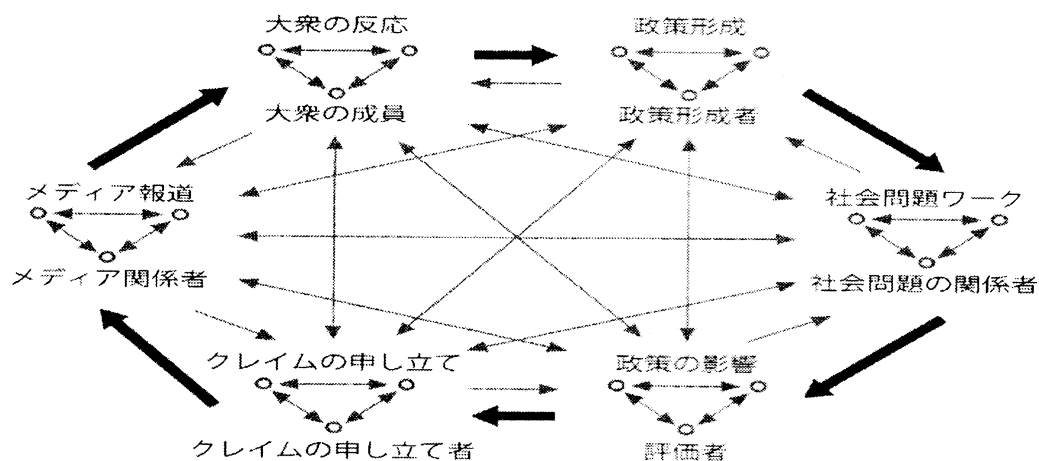 大衆の反応
政策形成
大衆の成員
政策形成者
メディア報道
社会問題ワーク
メディア関係者
社会問題の関係者
クレイムの申し立て
政策の影響
クレイムの申し立て者
評価者